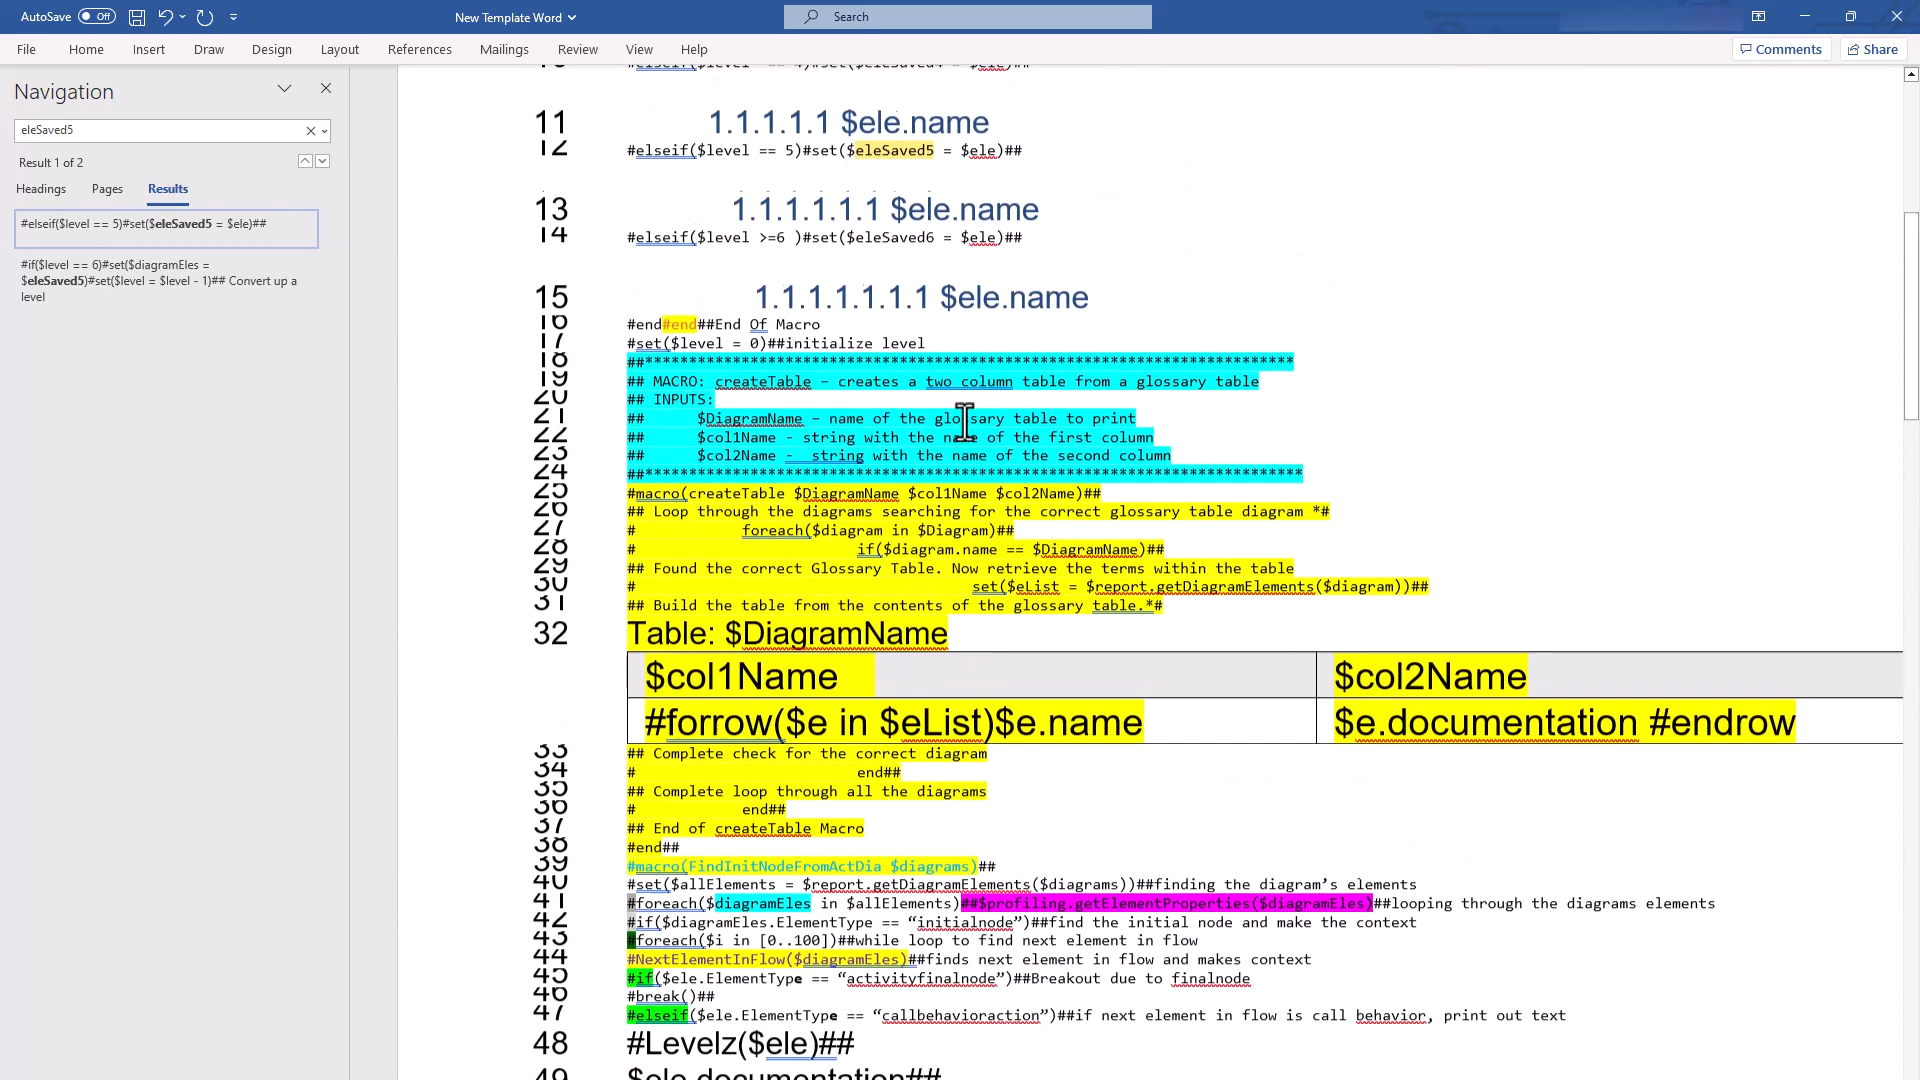 AutoSave Off New Template Word Search
File Home Insert Draw Design Layout References Mailings Review View Help Comments Share
Navigation
eleSaved5
Result 1 of 2
Headings Pages Results
#elseif($level == 5)#set($eleSaved5 = $ele)##
#if($level == 6)#set($diagramEles =
$eleSaved5)#set($level = $level - 1)## Convert up a
level
10 #elseif($level == 4)#set($eleSaved4 = $ele)##
11 1.1.1.1.1 $ele.name
12 #elseif($level == 5)#set($eleSaved5 = $ele)##
13 1.1.1.1.1.1 $ele.name
14 #elseif($level >=6 )#set($eleSaved6 = $ele)##
15 1.1.1.1.1.1.1 $ele.name
16 #end#end##End Of Macro
17 #set($level = 0)##initialize level
18 ##**************************************************************************
19 ## MACRO: createTable – creates a two column table from a glossary table
20 ## INPUTS:
21 ## $DiagramName – name of the glossary table to print
22 ## $col1Name - string with the name of the first column
23 ## $col2Name - string with the name of the second column
24 ##***************************************************************************
25 #macro(createTable $DiagramName $col1Name $col2Name)##
26 ## Loop through the diagrams searching for the correct glossary table diagram *#
27 # foreach($diagram in $Diagram)##
28 # if($diagram.name == $DiagramName)##
29 ## Found the correct Glossary Table. Now retrieve the terms within the table
30 # set($eList = $report.getDiagramElements($diagram))##
31 ## Build the table from the contents of the glossary table.*#
32 Table: $DiagramName
$col1Name $col2Name
#forrow($e in $eList)$e.name $e.documentation #endrow
33 ## Complete check for the correct diagram
34 # end##
35 ## Complete loop through all the diagrams
36 # end##
37 ## End of createTable Macro
38 #end##
39 #macro(FindInitNodeFromActDia $diagrams)##
40 #set($allElements = $report.getDiagramElements($diagrams))##finding the diagram’s elements
41 #foreach($diagramEles in $allElements)##$profiling.getElementProperties($diagramEles)##looping through the diagrams elements
42 #if($diagramEles.ElementType == “initialnode”)##find the initial node and make the context
43 #foreach($i in [0..100])##while loop to find next element in flow
44 #NextElementInFlow($diagramEles)##finds next element in flow and makes context
45 #if($ele.ElementType == “activityfinalnode”)##Breakout due to finalnode
46 #break()##
47 #elseif($ele.ElementType == “callbehavioraction”)##if next element in flow is call behavior, print out text
48 #Levelz($ele)##
49 $ele.documentation##